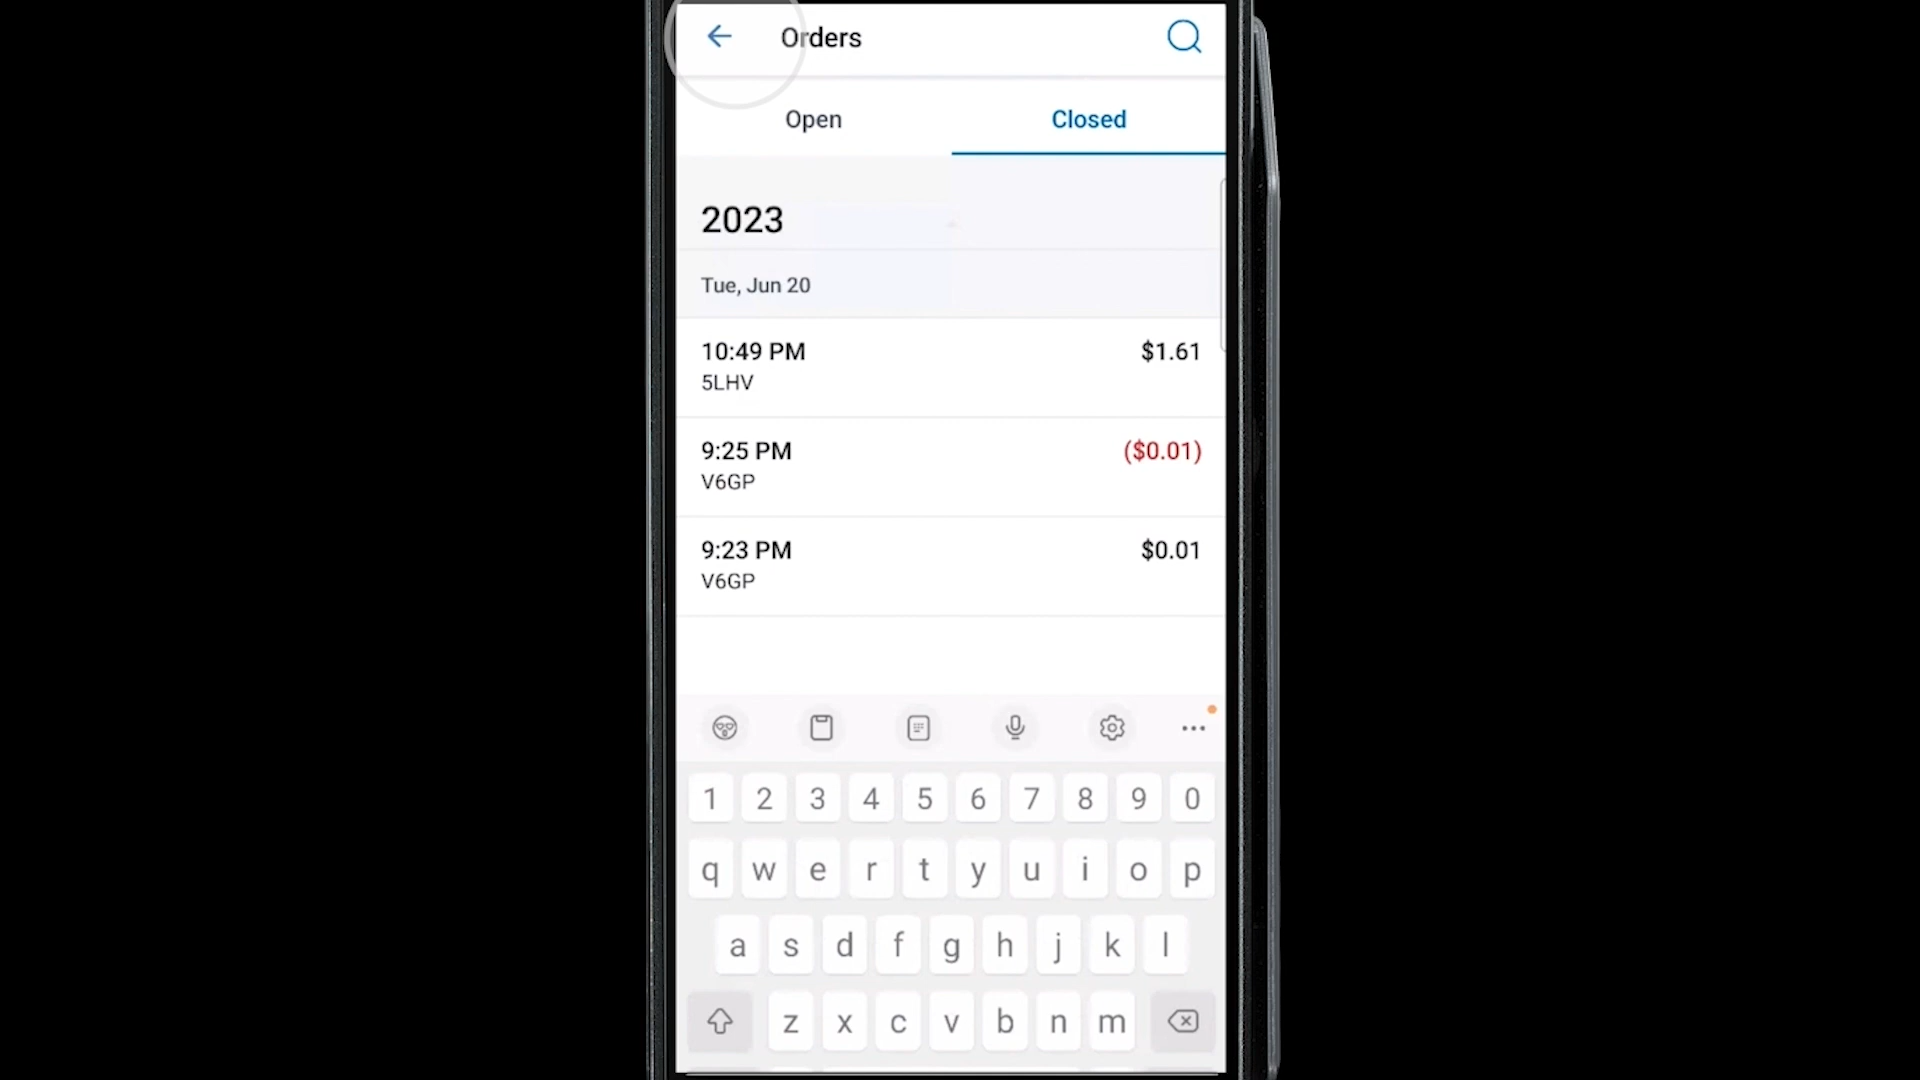 Orders
Open Closed
2023
Tue, Jun 20
10:49 PM $1.61
5LHV
9:25 PM ($0.01)
V6GP
9:23 PM $0.01
V6GP
1 2 3 4 5 6 7 8 9 0
q w e r t y u i o p
a s d f g h j k l
z x c v b n m